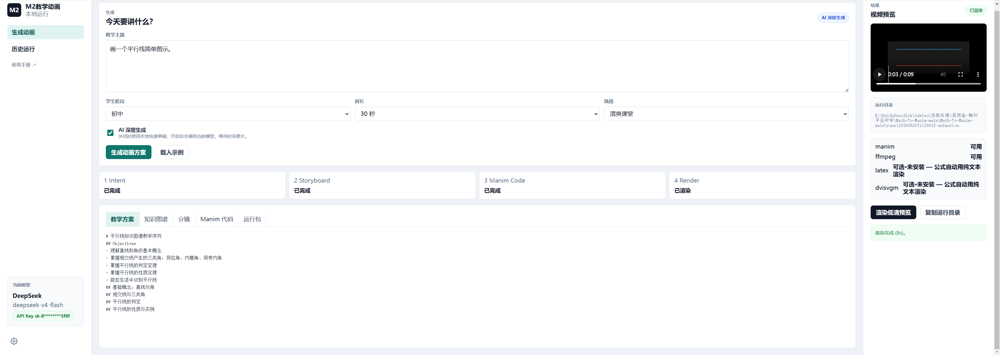 M2
M2教学动画
本地运行
生成动画
历史运行
使用手册 ↗
当前模型
DeepSeek
deepseek-v4-flash
API Key sk-8********5f8f
生成
今天要讲什么?
AI 深度生成
教学主题
画一个平行线简单图示。
学生阶段
时长
风格
初中
30 秒
清爽课堂
AI 深度生成
关闭时使用本地快速草稿；开启后会调用当前模型，等待时间更长。
生成动画方案
载入示例
1 Intent
已完成
2 Storyboard
已完成
3 Manim Code
已完成
4 Render
已渲染
教学方案
知识图谱
分镜
Manim 代码
运行包
# 平行线知识图谱教学序列
## Objectives
- 理解直线和角的基本概念
- 掌握相交线产生的三类角：同位角、内错角、同旁内角
- 掌握平行线的判定定理
- 掌握平行线的性质定理
- 能在生活中识别平行线
## 基础概念：直线与角
## 相交线与三类角
## 平行线的判定
## 平行线的性质与实例
结果
视频预览
已渲染
0:03 / 0:09
运行目录
E:\BaiduSyncdisk\Gakiwu\协助处理\吴雨座-梅州
平远中学\Math-To-Manim-main\Math-To-Manim-
main\runs\20260520T112903Z-animation
manim 可用
ffmpeg 可用
latex 可选·未安装 — 公式自动用纯文本
渲染
dvisvgm 可选·未安装 — 公式自动用纯
文本渲染
渲染低清预览
复制运行目录
渲染完成 (8s)。